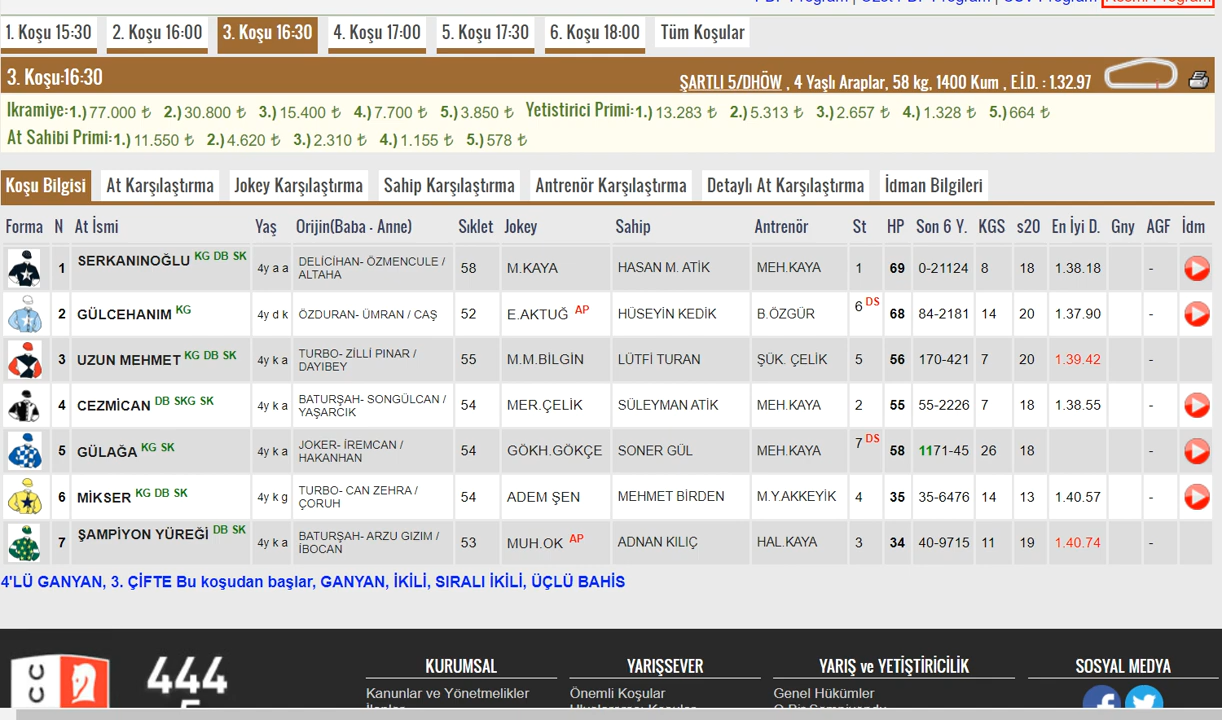 PDF Program | Özet PDF Program | CSV Program Resmi Program
1. Koşu 15:30 2. Koşu 16:00 3. Koşu 16:30 4. Koşu 17:00 5. Koşu 17:30 6. Koşu 18:00 Tüm Koşular
3. Koşu:16:30 ŞARTLI 5/DHÖW , 4 Yaşlı Araplar, 58 kg, 1400 Kum , E.İ.D. : 1.32.97
Ikramiye:1.) 77.000 ₺ 2.) 30.800 ₺ 3.) 15.400 ₺ 4.) 7.700 ₺ 5.) 3.850 ₺ Yetistirici Primi:1.) 13.283 ₺ 2.) 5.313 ₺ 3.) 2.657 ₺ 4.) 1.328 ₺ 5.) 664 ₺
At Sahibi Primi:1.) 11.550 ₺ 2.) 4.620 ₺ 3.) 2.310 ₺ 4.) 1.155 ₺ 5.) 578 ₺
Koşu Bilgisi At Karşılaştırma Jokey Karşılaştırma Sahip Karşılaştırma Antrenör Karşılaştırma Detaylı At Karşılaştırma İdman Bilgileri
Forma N At İsmi Yaş Orijin(Baba - Anne) Sıklet Jokey Sahip Antrenör St HP Son 6 Y. KGS s20 En İyi D. Gny AGF İdm
1 SERKANINOĞLU KG DB SK 4y a a DELİCİHAN- ÖZMENCULE / ALTAHA 58 M.KAYA HASAN M. ATİK MEH.KAYA 1 69 0-21124 8 18 1.38.18 -
2 GÜLCEHANIM KG 4y d k ÖZDURAN- ÜMRAN / CAŞ 52 E.AKTUĞ AP HÜSEYİN KEDİK B.ÖZGÜR 6 DS 68 84-2181 14 20 1.37.90 -
3 UZUN MEHMET KG DB SK 4y k a TURBO- ZİLLİ PINAR / DAYIBEY 55 M.M.BİLGİN LÜTFİ TURAN ŞÜK. ÇELİK 5 56 170-421 7 20 1.39.42 -
4 CEZMİCAN DB SKG SK 4y k a BATURŞAH- SONGÜLCAN / YAŞARCIK 54 MER.ÇELİK SÜLEYMAN ATİK MEH.KAYA 2 55 55-2226 7 18 1.38.55 -
5 GÜLAĞA KG SK 4y k a JOKER- İREMCAN / HAKANHAN 54 GÖKH.GÖKÇE SONER GÜL MEH.KAYA 7 DS 58 1171-45 26 18 -
6 MİKSER KG DB SK 4y k g TURBO- CAN ZEHRA / ÇORUH 54 ADEM ŞEN MEHMET BİRDEN M.Y.AKKEYİK 4 35 35-6476 14 13 1.40.57 -
7 ŞAMPİYON YÜREĞİ DB SK 4y k a BATURŞAH- ARZU GIZIM / İBOCAN 53 MUH.OK AP ADNAN KILIÇ HAL.KAYA 3 34 40-9715 11 19 1.40.74 -
4'LÜ GANYAN, 3. ÇİFTE Bu koşudan başlar, GANYAN, İKİLİ, SIRALI İKİLİ, ÜÇLÜ BAHİS
444 KURUMSAL YARIŞSEVER YARIŞ ve YETİŞTİRİCİLİK SOSYAL MEDYA
Kanunlar ve Yönetmelikler Önemli Koşular Genel Hükümler